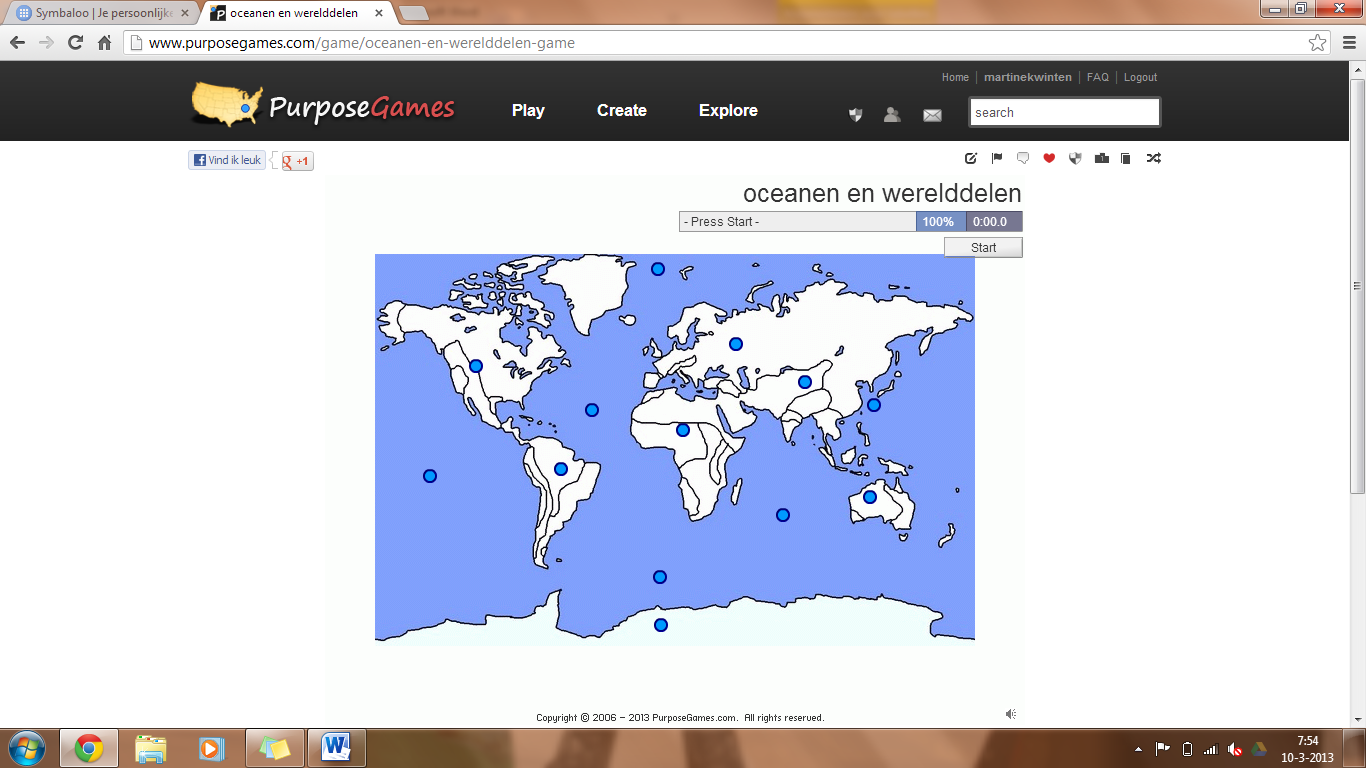 Symbaloo | Je persoonlijke
oceanen en werelddelen
www.purposegames.com/game/oceanen-en-werelddelen-game
Home martinekwinten FAQ Logout
PurposeGames Play Create Explore
search
Vind ik leuk
+1
oceanen en werelddelen
- Press Start - 100% 0:00.0
Start
Copyright © 2006 – 2013 PurposeGames.com. All rights reserved.
7:54
10-3-2013